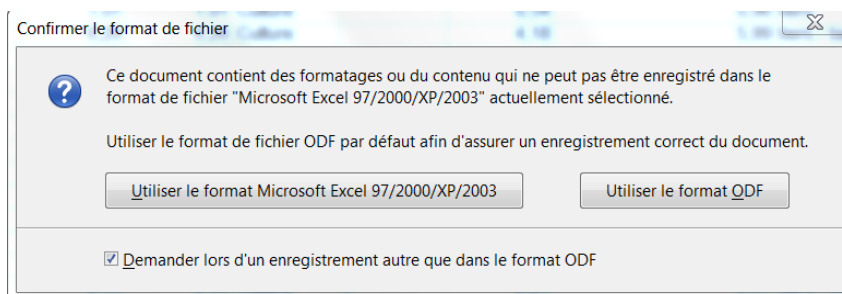 Confirmer le format de fichier
Ce document contient des formatages ou du contenu qui ne peut pas être enregistré dans le
format de fichier "Microsoft Excel 97/2000/XP/2003" actuellement sélectionné.
Utiliser le format de fichier ODF par défaut afin d'assurer un enregistrement correct du document.
Utiliser le format Microsoft Excel 97/2000/XP/2003 Utiliser le format ODF
Demander lors d'un enregistrement autre que dans le format ODF